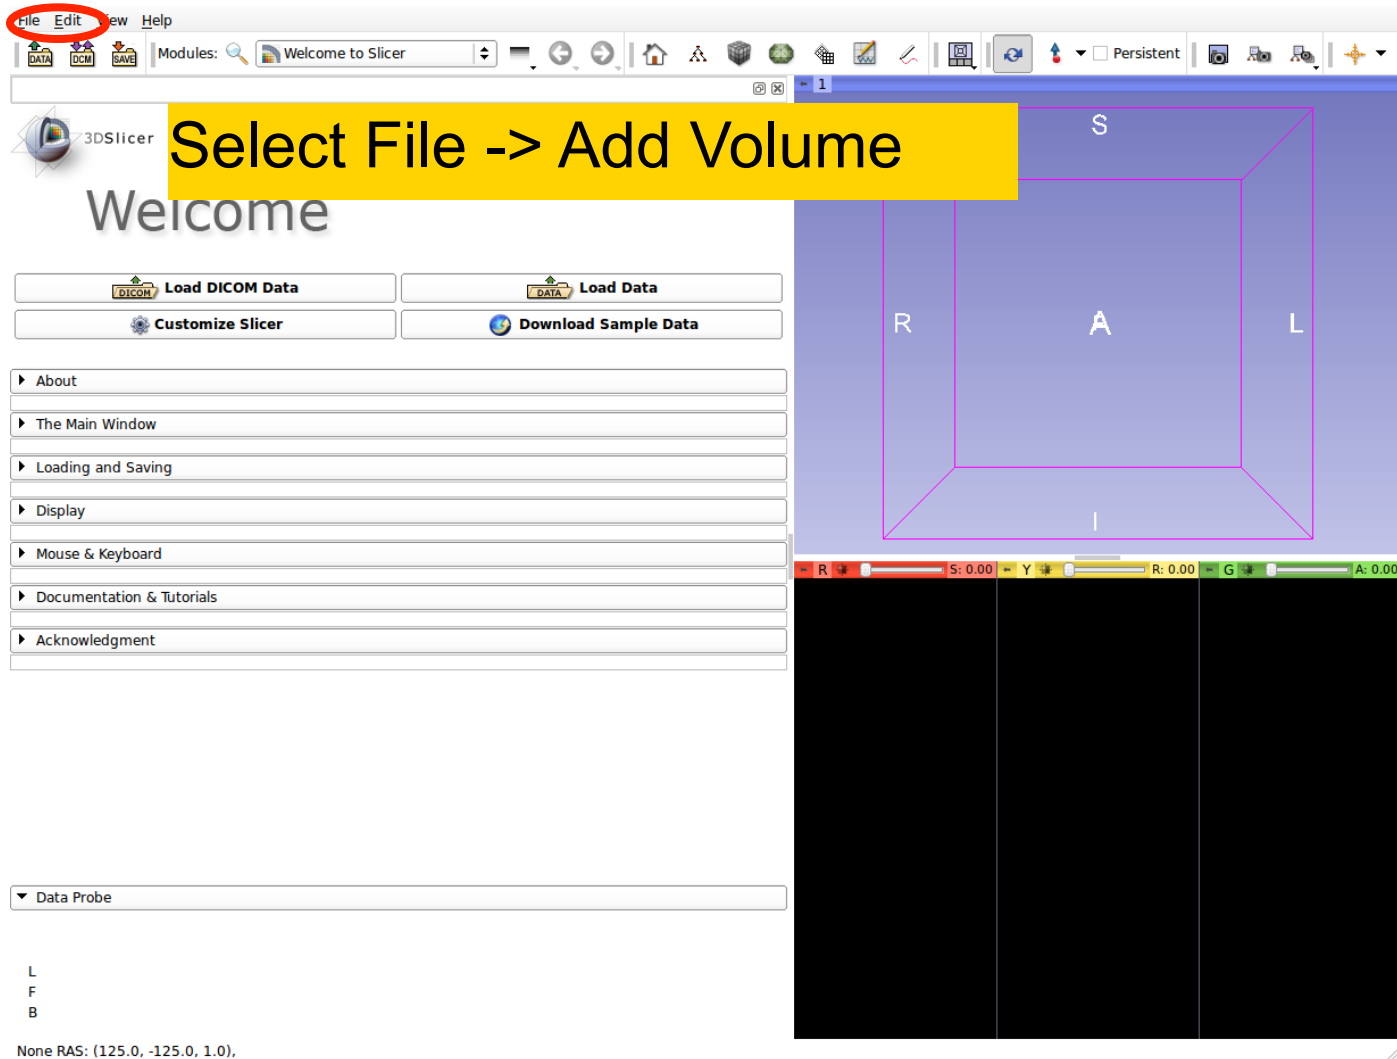 File Edit View Help
DATA DCM SAVE Modules: Welcome to Slicer Persistent
1
3DSlicer
Select File -> Add Volume
Welcome
Load DICOM Data
DICOM
Load Data
DATA
Customize Slicer
Download Sample Data
About
The Main Window
Loading and Saving
Display
Mouse & Keyboard
Documentation & Tutorials
Acknowledgment
S
R A L
I
R S: 0.00 Y R: 0.00 G A: 0.00
Data Probe
L
F
B
None RAS: (125.0, -125.0, 1.0),